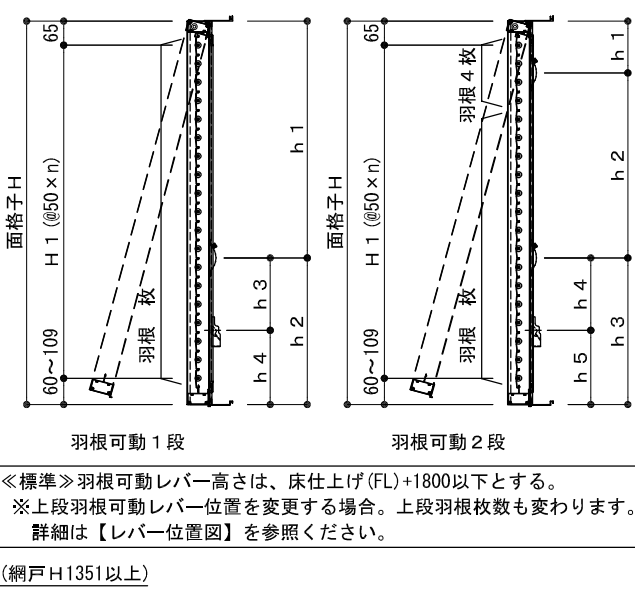 65
面格子H
H1(@50×n)
60～109
羽根　枚
h1
h3
h2
h4
65
面格子H
H1(@50×n)
60～109
羽根4枚
羽根　枚
h1
h2
h4
h3
h5
羽根可動1段
羽根可動2段
≪標準≫羽根可動レバー高さは、床仕上げ(FL)+1800以下とする。
※上段羽根可動レバー位置を変更する場合。上段羽根枚数も変わります。
詳細は【レバー位置図】を参照ください。
(網戸H1351以上)